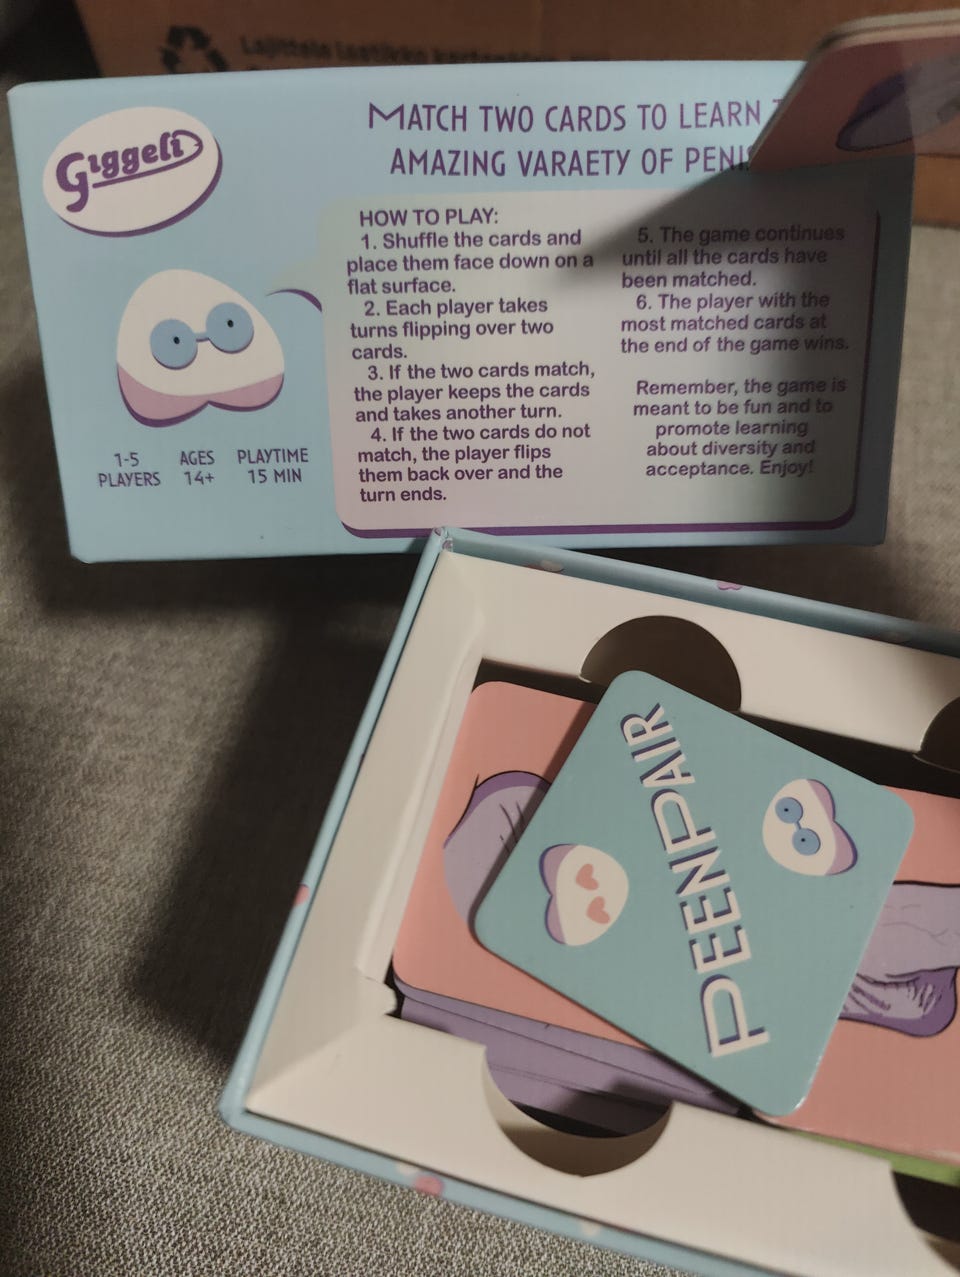 Lajittele
Giggeli
MATCH TWO CARDS TO LEARN
AMAZING VARAETY OF
HOW TO PLAY:
1. Shuffle the cards and
place them face down on a
flat surface.
2. Each player takes
turns flipping over two
cards.
3. If the two cards match,
the player keeps the cards
and takes another turn.
4. If the two cards do not
match, the player flips
them back over and the
turn ends.
5. The game continues
until all the cards have
been matched.
6. The player with the
most matched cards at
the end of the game wins.
Remember, the game is
meant to be fun and to
promote learning
about diversity and
acceptance. Enjoy!
1-5
PLAYERS
AGES
14+
PLAYTIME
15 MIN
PEENPAIR